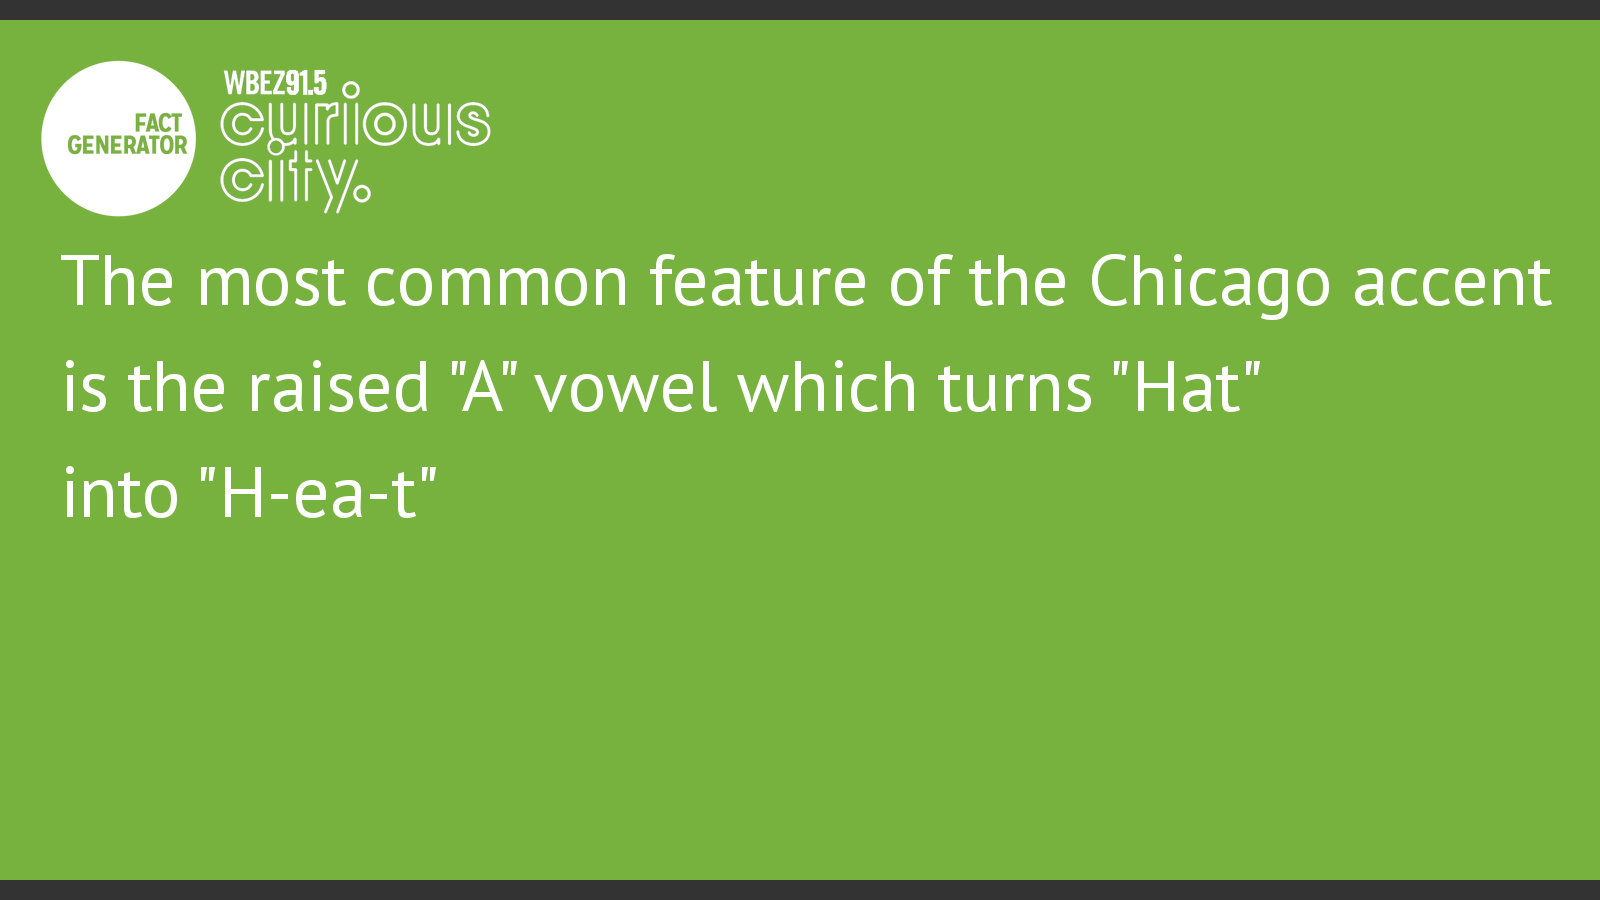 FACT
GENERATOR
WBEZ91.5
curious
city.
The most common feature of the Chicago accent
is the raised "A" vowel which turns "Hat"
into "H-ea-t"